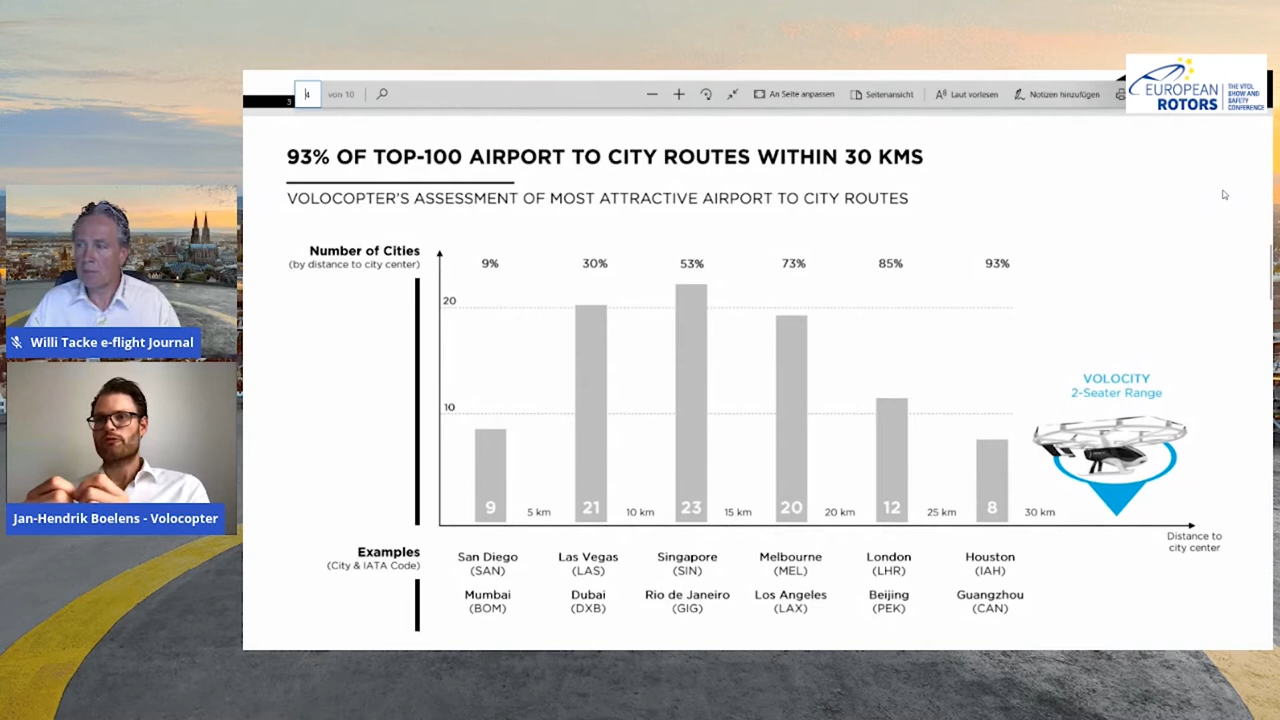 EUROPEAN
ROTORS
THE VTOL
SHOW AND
SAFETY
CONFERENCE
3
4
von 10
An Seite anpassen
Seitenansicht
Laut vorlesen
Notizen hinzufügen
93% OF TOP-100 AIRPORT TO CITY ROUTES WITHIN 30 KMS
VOLOCOPTER'S ASSESSMENT OF MOST ATTRACTIVE AIRPORT TO CITY ROUTES
Number of Cities
(by distance to city center)
9% 30% 53% 73% 85% 93%
20
10
VOLOCITY
2-Seater Range
9 5 km 21 10 km 23 15 km 20 20 km 12 25 km 8 30 km
Distance to
city center
Examples
(City & IATA Code)
San Diego
(SAN)
Las Vegas
(LAS)
Singapore
(SIN)
Melbourne
(MEL)
London
(LHR)
Houston
(IAH)
Mumbai
(BOM)
Dubai
(DXB)
Rio de Janeiro
(GIG)
Los Angeles
(LAX)
Beijing
(PEK)
Guangzhou
(CAN)
Willi Tacke e-flight Journal
Jan-Hendrik Boelens - Volocopter